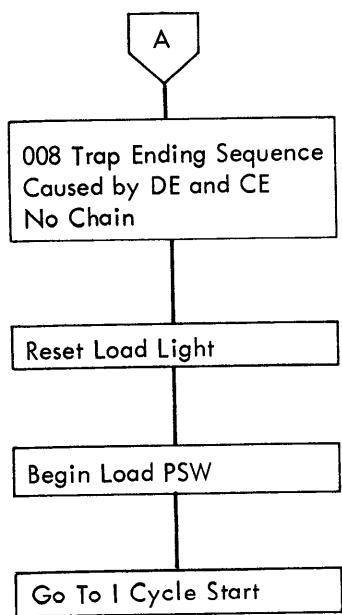 A
008 Trap Ending Sequence
Caused by DE and CE
No Chain
Reset Load Light
Begin Load PSW
Go To I Cycle Start